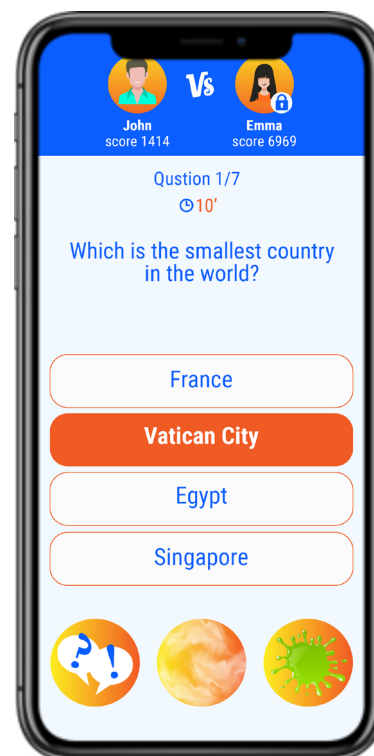 Vs
John
score 1414
Emma
score 6969
Qustion 1/7
10'
Which is the smallest country
in the world?
France
Vatican City
Egypt
Singapore
? !